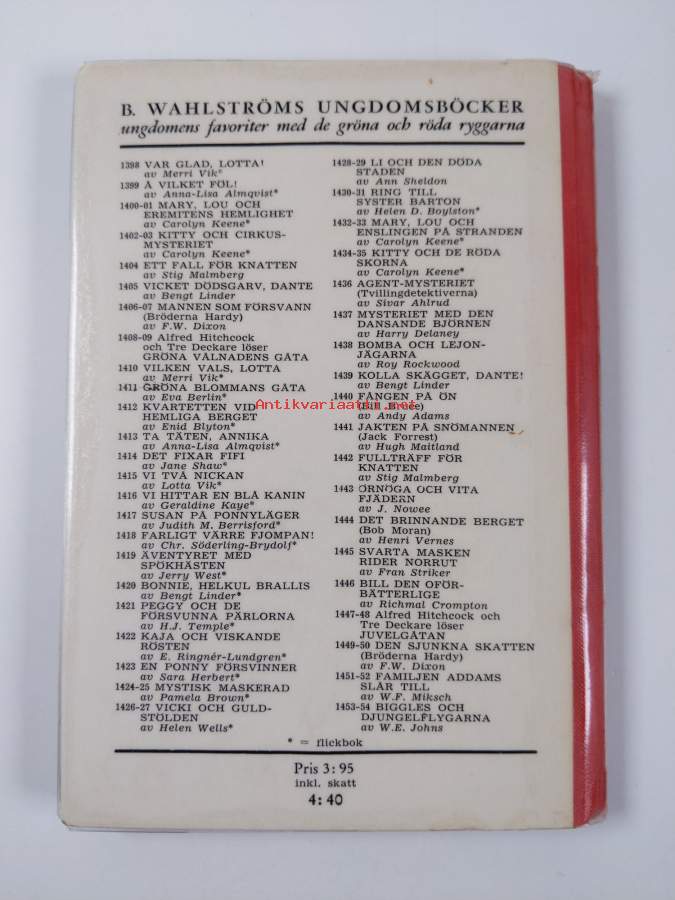 B. WAHLSTRÖMS UNGDOMSBÖCKER
ungdomens favoriter med de gröna och röda ryggarna
1398 VAR GLAD, LOTTA!
av Merri Vik*
1399 Å VILKET FÖL!
av Anna-Lisa Almqvist*
1400-01 MARY, LOU OCH
EREMITENS HEMLIGHET
av Carolyn Keene*
1402-03 KITTY OCH CIRKUS-
MYSTERIET
av Carolyn Keene*
1404 ETT FALL FÖR KNATTEN
av Stig Malmberg
1405 VICKET DÖDSGARV, DANTE
av Bengt Linder
1406-07 MANNEN SOM FÖRSVANN
(Bröderna Hardy)
av F.W. Dixon
1408-09 Alfred Hitchcock
och Tre Deckare löser
GRÖNA VÅLNADENS GÅTA
1410 VILKEN VALS, LOTTA
av Merri Vik*
1411 GRÖNA BLOMMANS GÅTA
av Eva Berlin*
1412 KVARTETTEN VID
HEMLIGA BERGET
av Enid Blyton*
1413 TA TÄTEN, ANNIKA
av Anna-Lisa Almqvist*
1414 DET FIXAR FIFI
av Jane Shaw*
1415 VI TVÅ NICKAN
av Lotta Vik*
1416 VI HITTAR EN BLÅ KANIN
av Geraldine Kaye*
1417 SUSAN PÅ PONNYLÄGER
av Judith M. Berrisford*
1418 FARLIGT VÄRRE FJOMPAN!
av Chr. Söderling-Brydolf*
1419 ÄVENTYRET MED
SPÖKHÄSTEN
av Jerry West*
1420 BONNIE, HELKUL BRALLIS
av Bengt Linder*
1421 PEGGY OCH DE
FÖRSVUNNA PÄRLORNA
av H.J. Temple*
1422 KAJA OCH VISKANDE
RÖSTEN
av E. Ringnér-Lundgren*
1423 EN PONNY FÖRSVINNER
av Sara Herbert*
1424-25 MYSTISK MASKERAD
av Pamela Brown*
1426-27 VICKI OCH GULD-
STÖLDEN
av Helen Wells*
1428-29 LI OCH DEN DÖDA
STADEN
av Ann Sheldon
1430-31 RING TILL
SYSTER BARTON
av Helen D. Boylston*
1432-33 MARY, LOU OCH
ENSLINGEN PÅ STRANDEN
av Carolyn Keene*
1434-35 KITTY OCH DE RÖDA
SKORNA
av Carolyn Keene*
1436 AGENT-MYSTERIET
(Tvillingdetektiverna)
av Sivar Ahlrud
1437 MYSTERIET MED DEN
DANSANDE BJÖRNEN
av Harry Delaney
1438 BOMBA OCH LEJON-
JÄGARNA
av Roy Rockwood
1439 KOLLA SKÄGGET, DANTE!
av Bengt Linder
1440 FÅNGEN PÅ ÖN
(Bill Bruce)
av Andy Adams
1441 JAKTEN PÅ SNÖMANNEN
(Jack Forrest)
av Hugh Maitland
1442 FULLTRÄFF FÖR
KNATTEN
av Stig Malmberg
1443 ÖRNÖGA OCH VITA
FJÄDERN
av J. Nowee
1444 DET BRINNANDE BERGET
(Bob Moran)
av Henri Vernes
1445 SVARTA MASKEN
RIDER NORRUT
av Fran Striker
1446 BILL DEN OFÖR-
BÄTTERLIGE
av Richmal Crompton
1447-48 Alfred Hitchcock och
Tre Deckare löser
JUVELGÅTAN
1449-50 DEN SJUNKNA SKATTEN
(Bröderna Hardy)
av F.W. Dixon
1451-52 FAMILJEN ADDAMS
SLÅR TILL
av W.F. Miksch
1453-54 BIGGLES OCH
DJUNGELFLYGARNA
av W.E. Johns
* = flickbok
Pris 3:95
inkl. skatt
4:40
Antikvariaatti.net